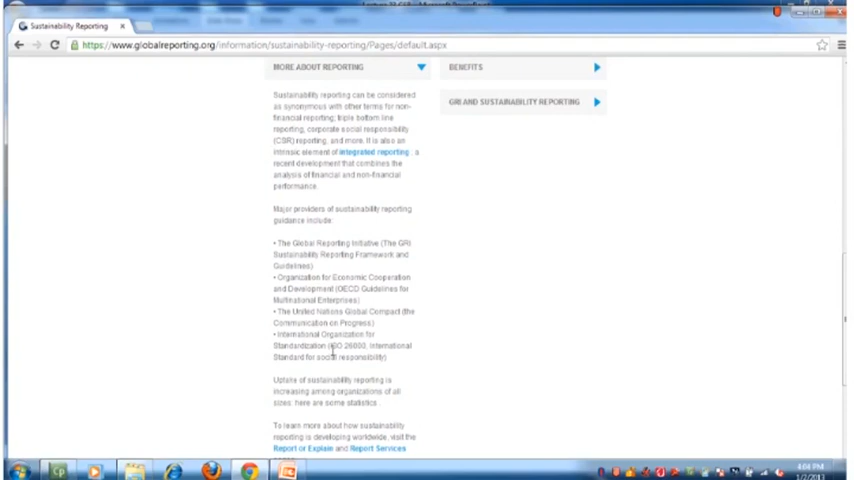 Sustainability Reporting
https://www.globalreporting.org/information/sustainability-reporting/Pages/default.aspx
MORE ABOUT REPORTING
BENEFITS
GRI AND SUSTAINABILITY REPORTING
Sustainability reporting can be considered
as synonymous with other terms for non-
financial reporting; triple bottom line
reporting, corporate social responsibility
(CSR) reporting, and more. It is also an
intrinsic element of integrated reporting ; a
recent development that combines the
analysis of financial and non-financial
performance.
Major providers of sustainability reporting
guidance include:
• The Global Reporting Initiative (The GRI
Sustainability Reporting Framework and
Guidelines)
• Organization for Economic Cooperation
and Development (OECD Guidelines for
Multinational Enterprises)
• The United Nations Global Compact (the
Communication on Progress)
• International Organization for
Standardization (ISO 26000, International
Standard for social responsibility)
Uptake of sustainability reporting is
increasing among organizations of all
sizes: here are some statistics .
To learn more about how sustainability
reporting is developing worldwide, visit the
Report or Explain and Report Services
4:04 PM
1/2/2013